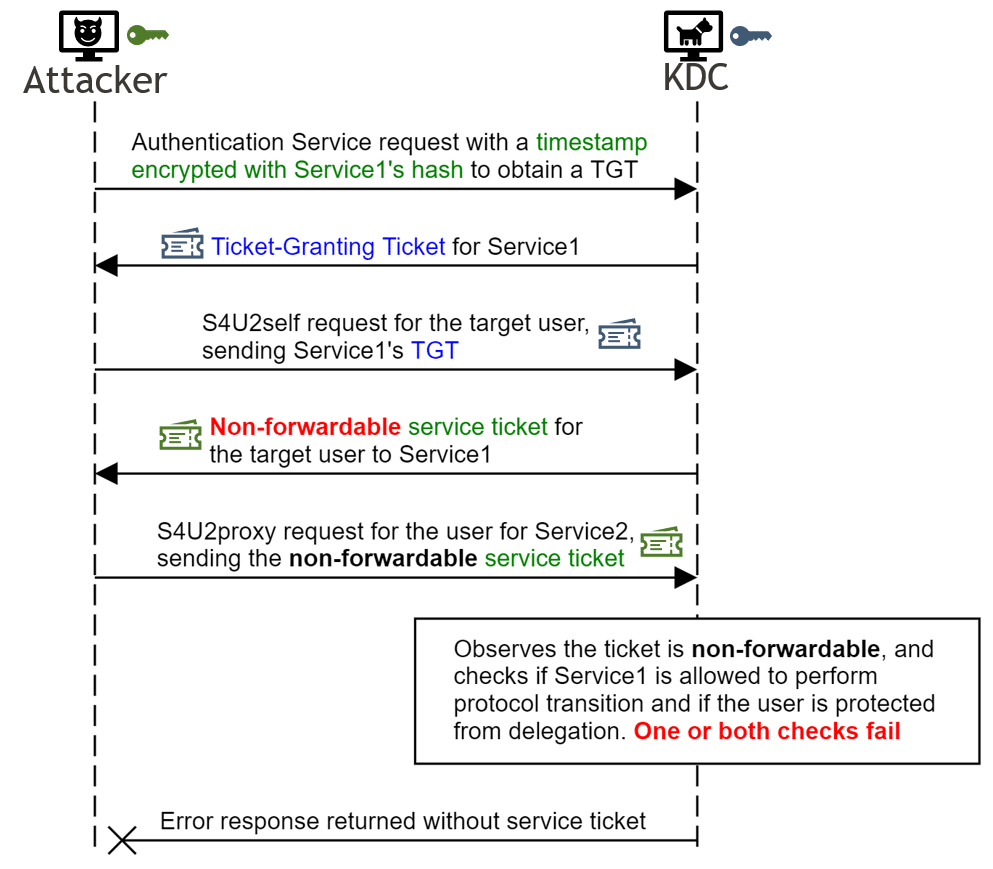 Attacker
KDC
Authentication Service request with a timestamp
encrypted with Service1's hash to obtain a TGT
Ticket-Granting Ticket for Service1
S4U2self request for the target user,
sending Service1's TGT
Non-forwardable service ticket for
the target user to Service1
S4U2proxy request for the user for Service2,
sending the non-forwardable service ticket
Observes the ticket is non-forwardable, and
checks if Service1 is allowed to perform
protocol transition and if the user is protected
from delegation. One or both checks fail
Error response returned without service ticket